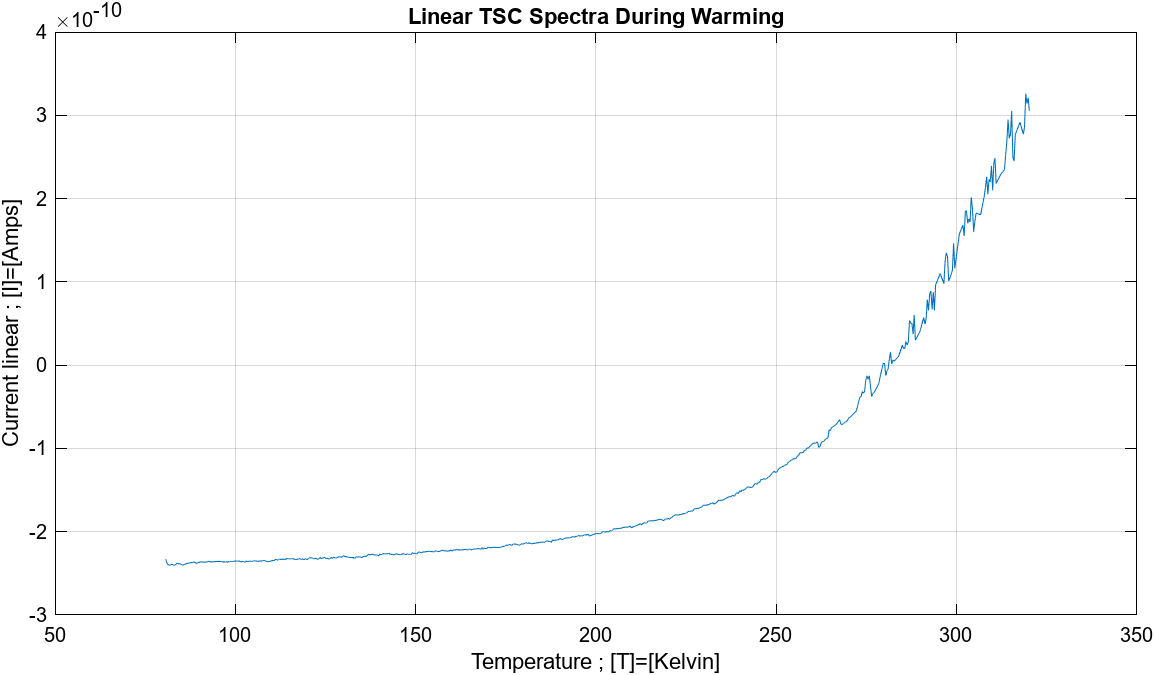 Linear TSC Spectra During Warming
×10-10
4
3
2
1
0
-1
-2
-3
Current linear ; [I]=[Amps]
50 100 150 200 250 300 350
Temperature ; [T]=[Kelvin]